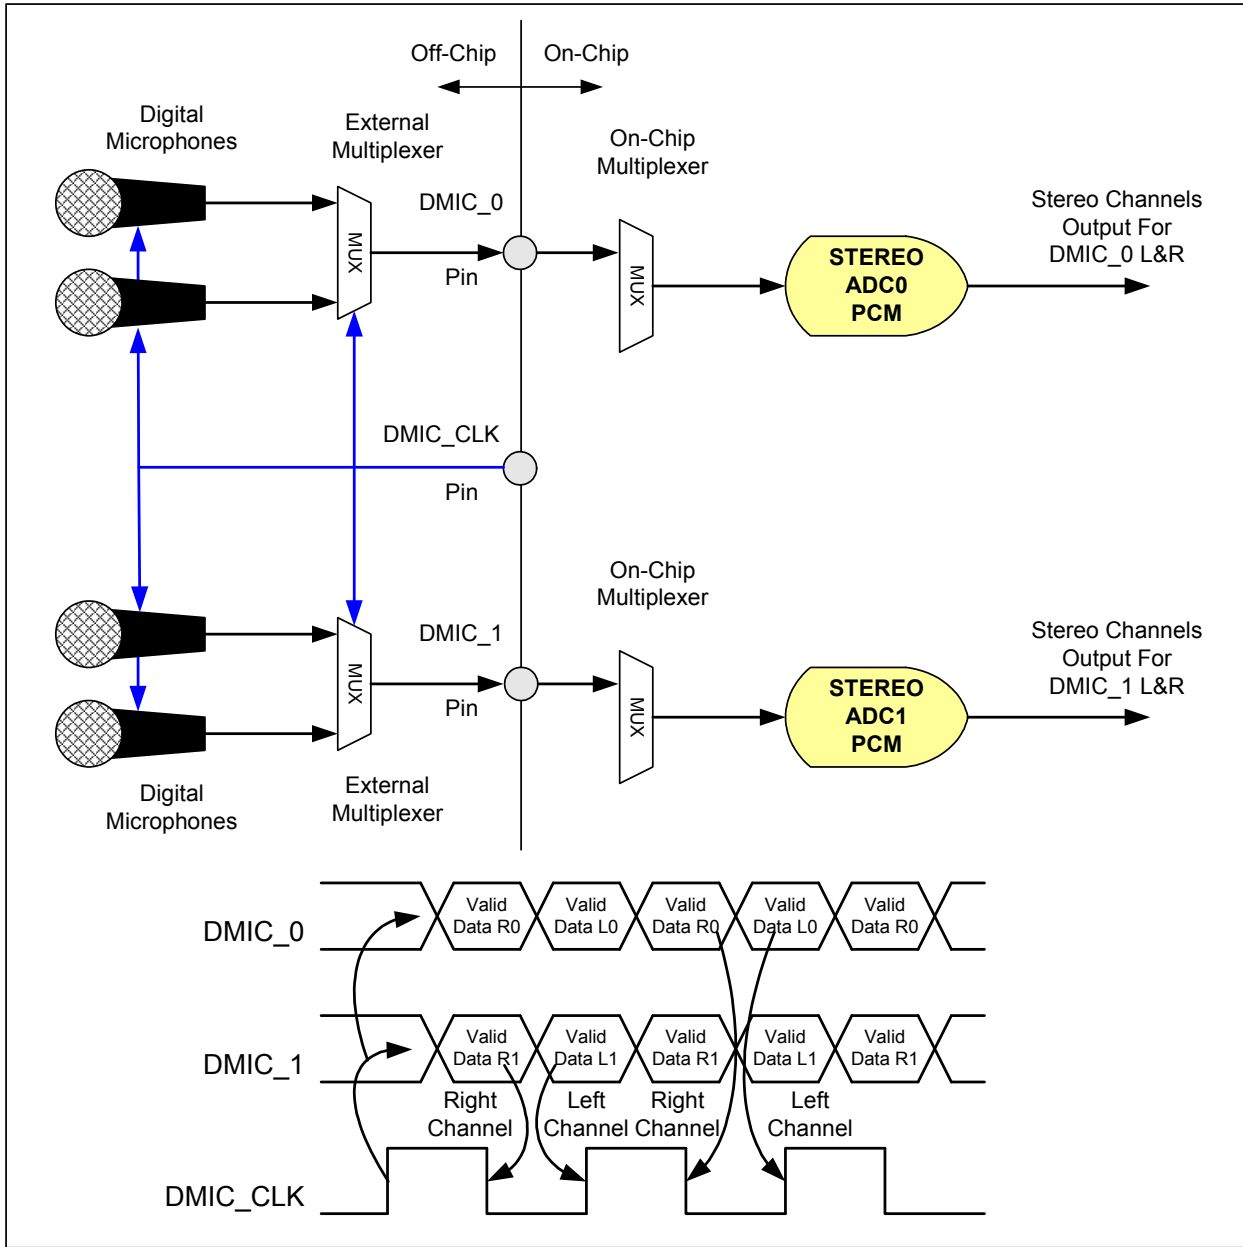 Off-Chip
On-Chip
Digital
Microphones
External
Multiplexer
On-Chip
Multiplexer
DMIC_0
Pin
MUX
MUX
STEREO
ADC0
PCM
Stereo Channels
Output For
DMIC_0 L&R
DMIC_CLK
Pin
On-Chip
Multiplexer
DMIC_1
Pin
MUX
MUX
STEREO
ADC1
PCM
Stereo Channels
Output For
DMIC_1 L&R
Digital
Microphones
External
Multiplexer
DMIC_0
Valid
Data R0
Valid
Data L0
Valid
Data R0
Valid
Data L0
Valid
Data R0
DMIC_1
Valid
Data R1
Valid
Data L1
Valid
Data R1
Valid
Data L1
Valid
Data R1
Right
Channel
Left
Channel
Right
Channel
Left
Channel
DMIC_CLK